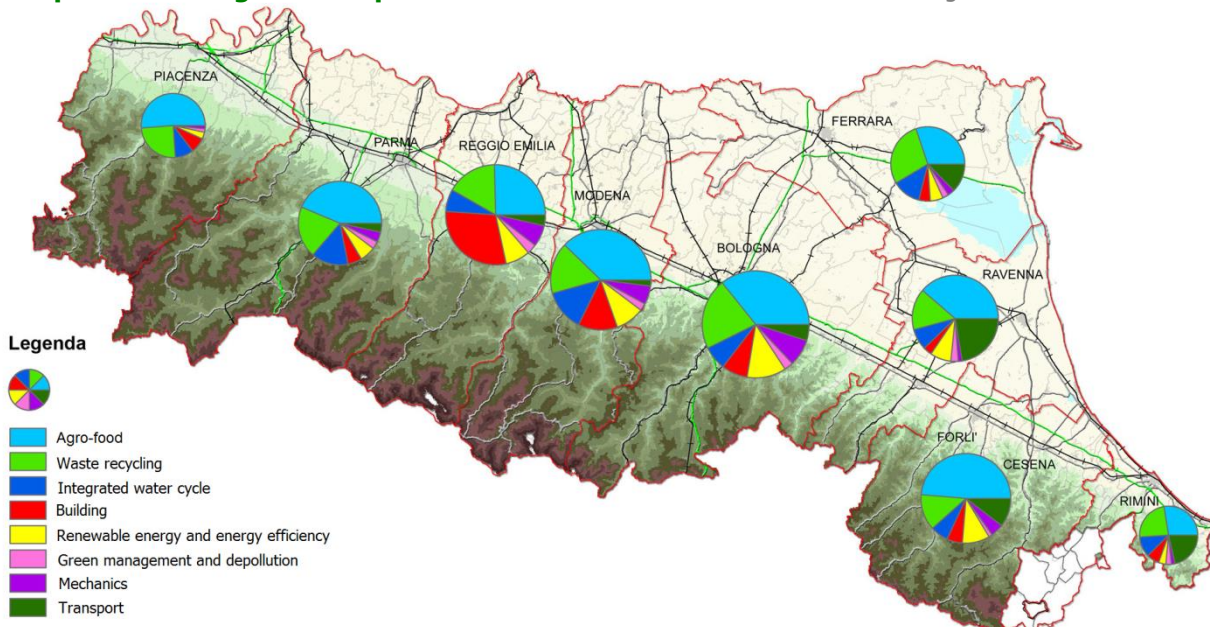 PIACENZA
PARMA
REGGIO EMILIA
MODENA
BOLOGNA
FERRARA
RAVENNA
FORLI'
CESENA
RIMINI
Legenda
Agro-food
Waste recycling
Integrated water cycle
Building
Renewable energy and energy efficiency
Green management and depollution
Mechanics
Transport